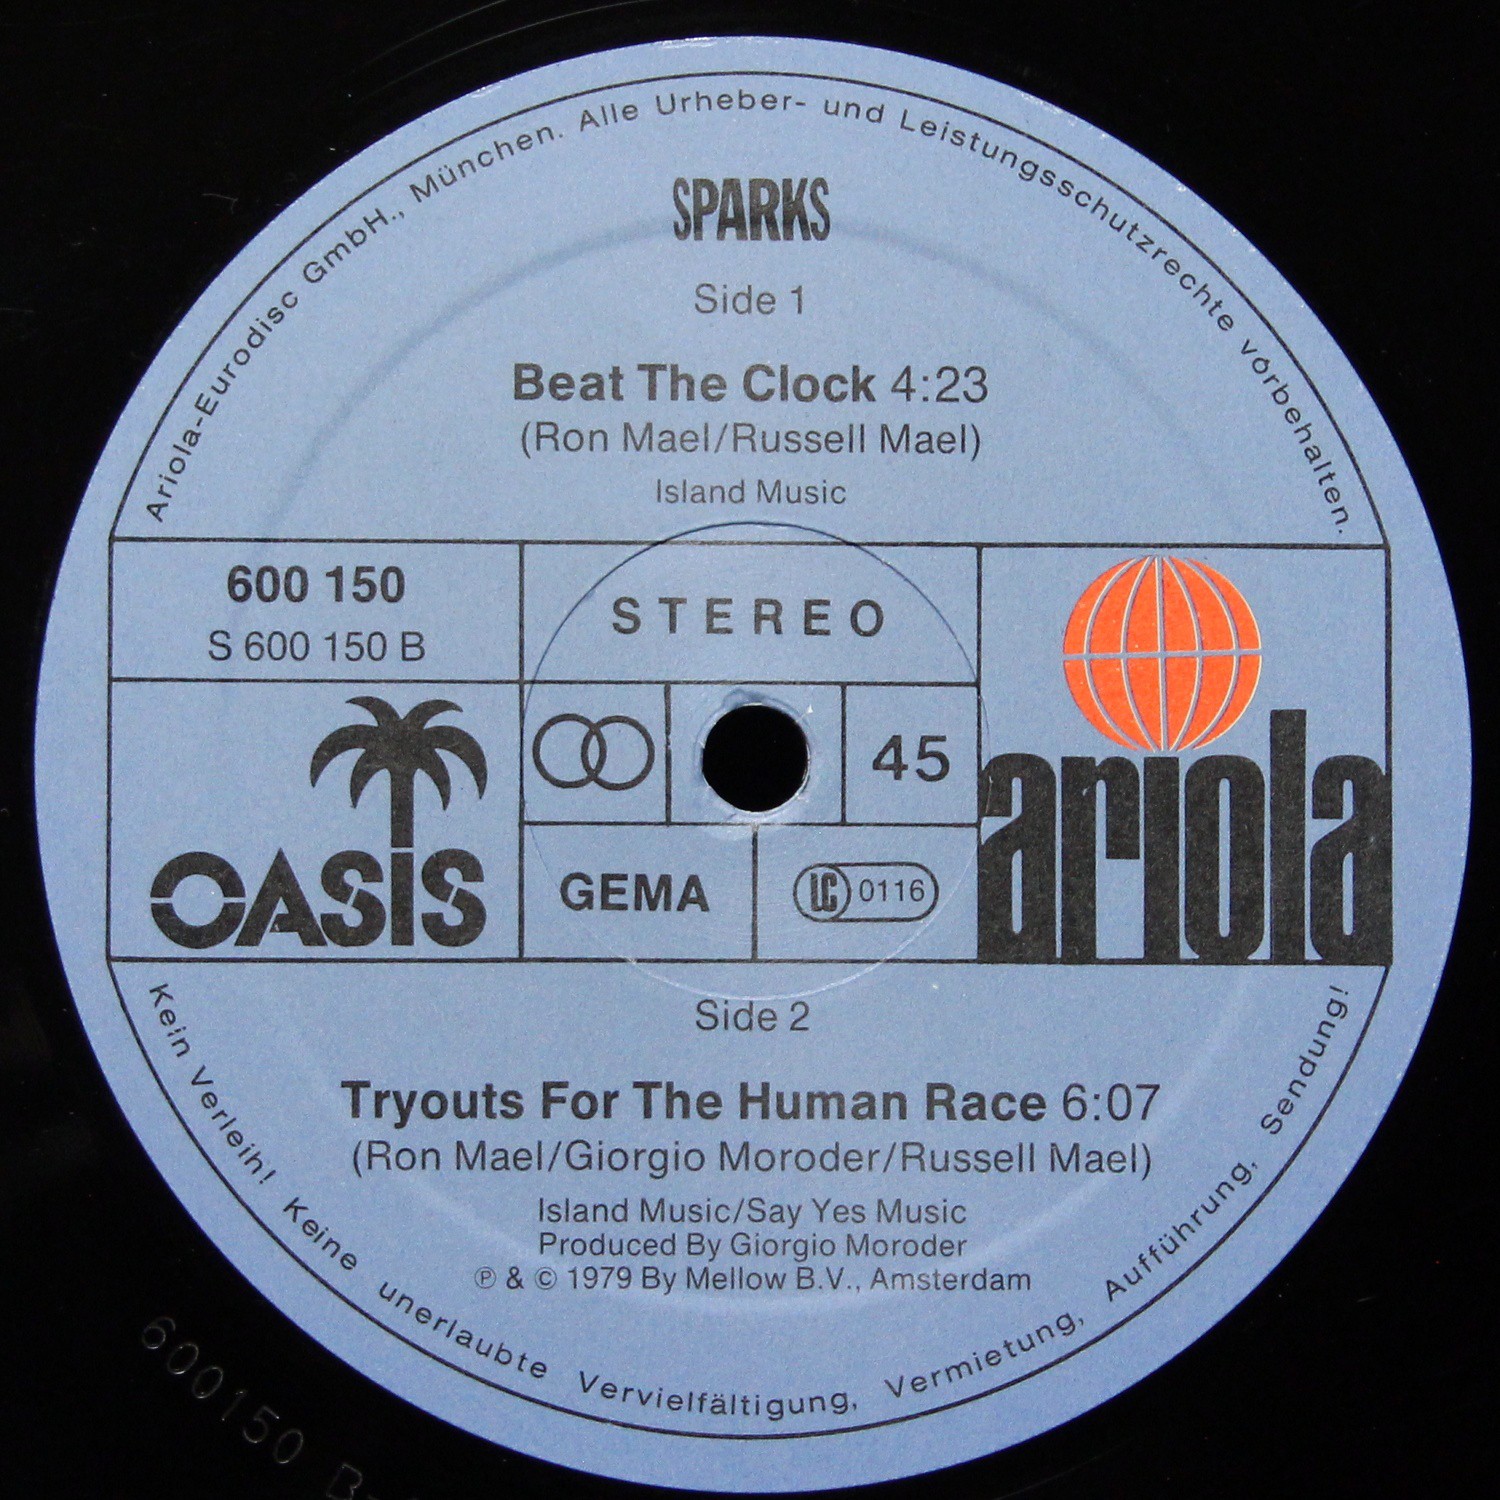 Ariola-Eurodisc GmbH., München. Alle Urheber- und Leistungsschutzrechte vorbehalten.
SPARKS
Side 1
Beat The Clock 4:23
(Ron Mael/Russell Mael)
Island Music
600 150
S 600 150 B
STEREO
45
OASIS
GEMA
LC 0116
ariola
Side 2
Tryouts For The Human Race 6:07
(Ron Mael/Giorgio Moroder/Russell Mael)
Island Music/Say Yes Music
Produced By Giorgio Moroder
℗ & © 1979 By Mellow B.V., Amsterdam
Kein Verleih! Keine unerlaubte Vervielfältigung, Vermietung, Aufführung, Sendung!
600150 B